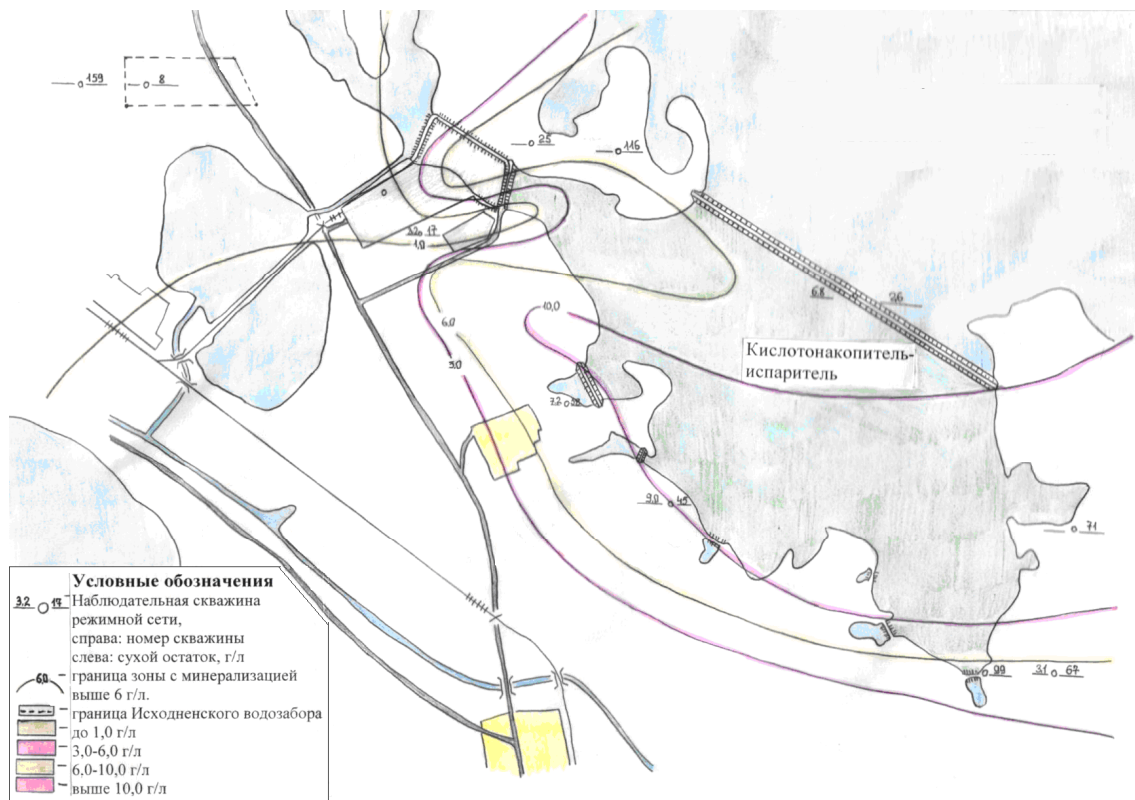 159
8
25
116
3.2 17
1.0
6.8
26
10,0
6,0
3,0
Кислотонакопитель-
испаритель
7.2
9.0 45
71
99
3.1 67
Условные обозначения
3.2 17 Наблюдательная скважина
режимной сети,
справа: номер скважины
слева: сухой остаток, г/л
6,0 – граница зоны с минерализацией
выше 6 г/л.
– граница Исходненского водозабора
до 1,0 г/л
3,0-6,0 г/л
6,0-10,0 г/л
выше 10,0 г/л